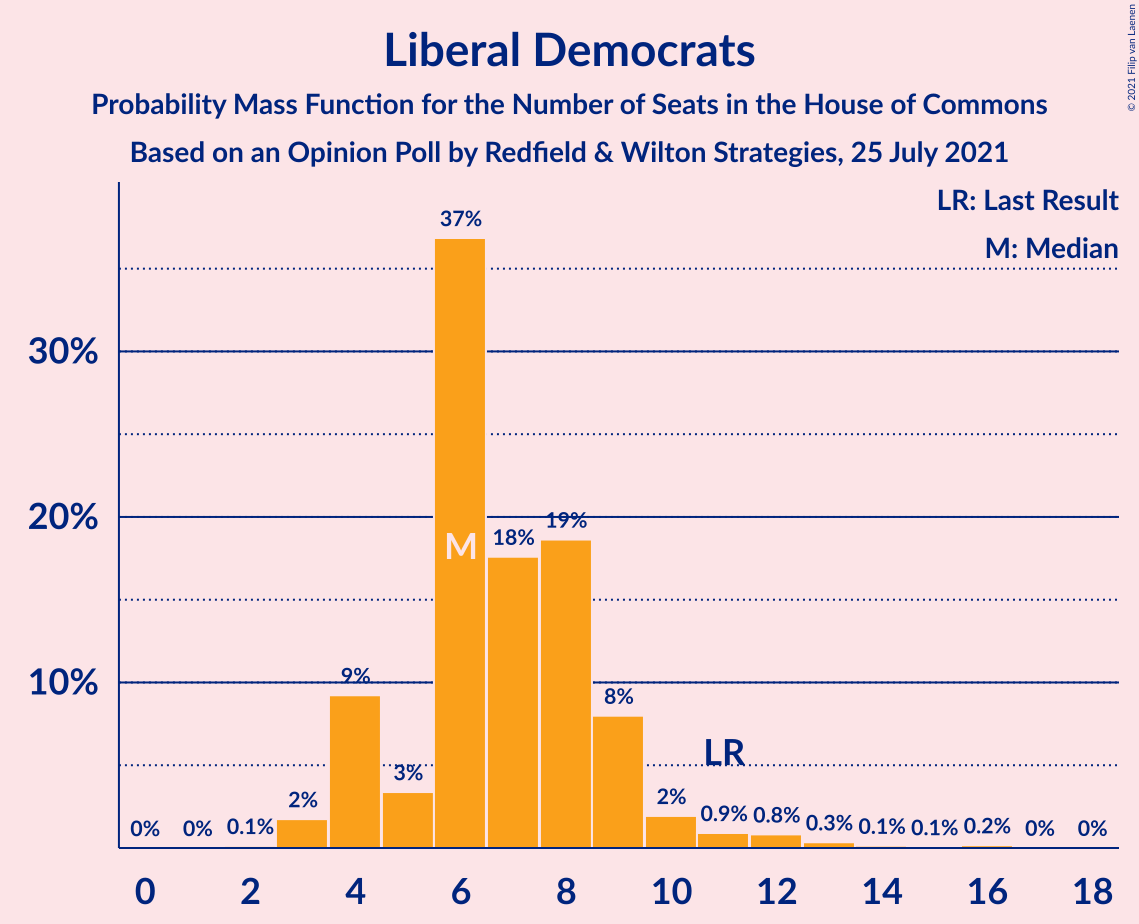 Liberal Democrats
Probability Mass Function for the Number of Seats in the House of Commons
Based on an Opinion Poll by Redfield & Wilton Strategies, 25 July 2021
© 2021 Filip van Laenen
LR: Last Result
M: Median
30%
20%
10%
0%
0%
0.1%
2%
9%
3%
37%
M
18%
19%
8%
2%
LR
0.9%
0.8%
0.3%
0.1%
0.1%
0.2%
0%
0%
0 2 4 6 8 10 12 14 16 18